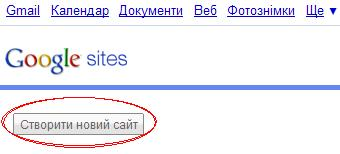 Gmail Календар Документи Веб Фотознімки Ще ▼
Google sites
Створити новий сайт